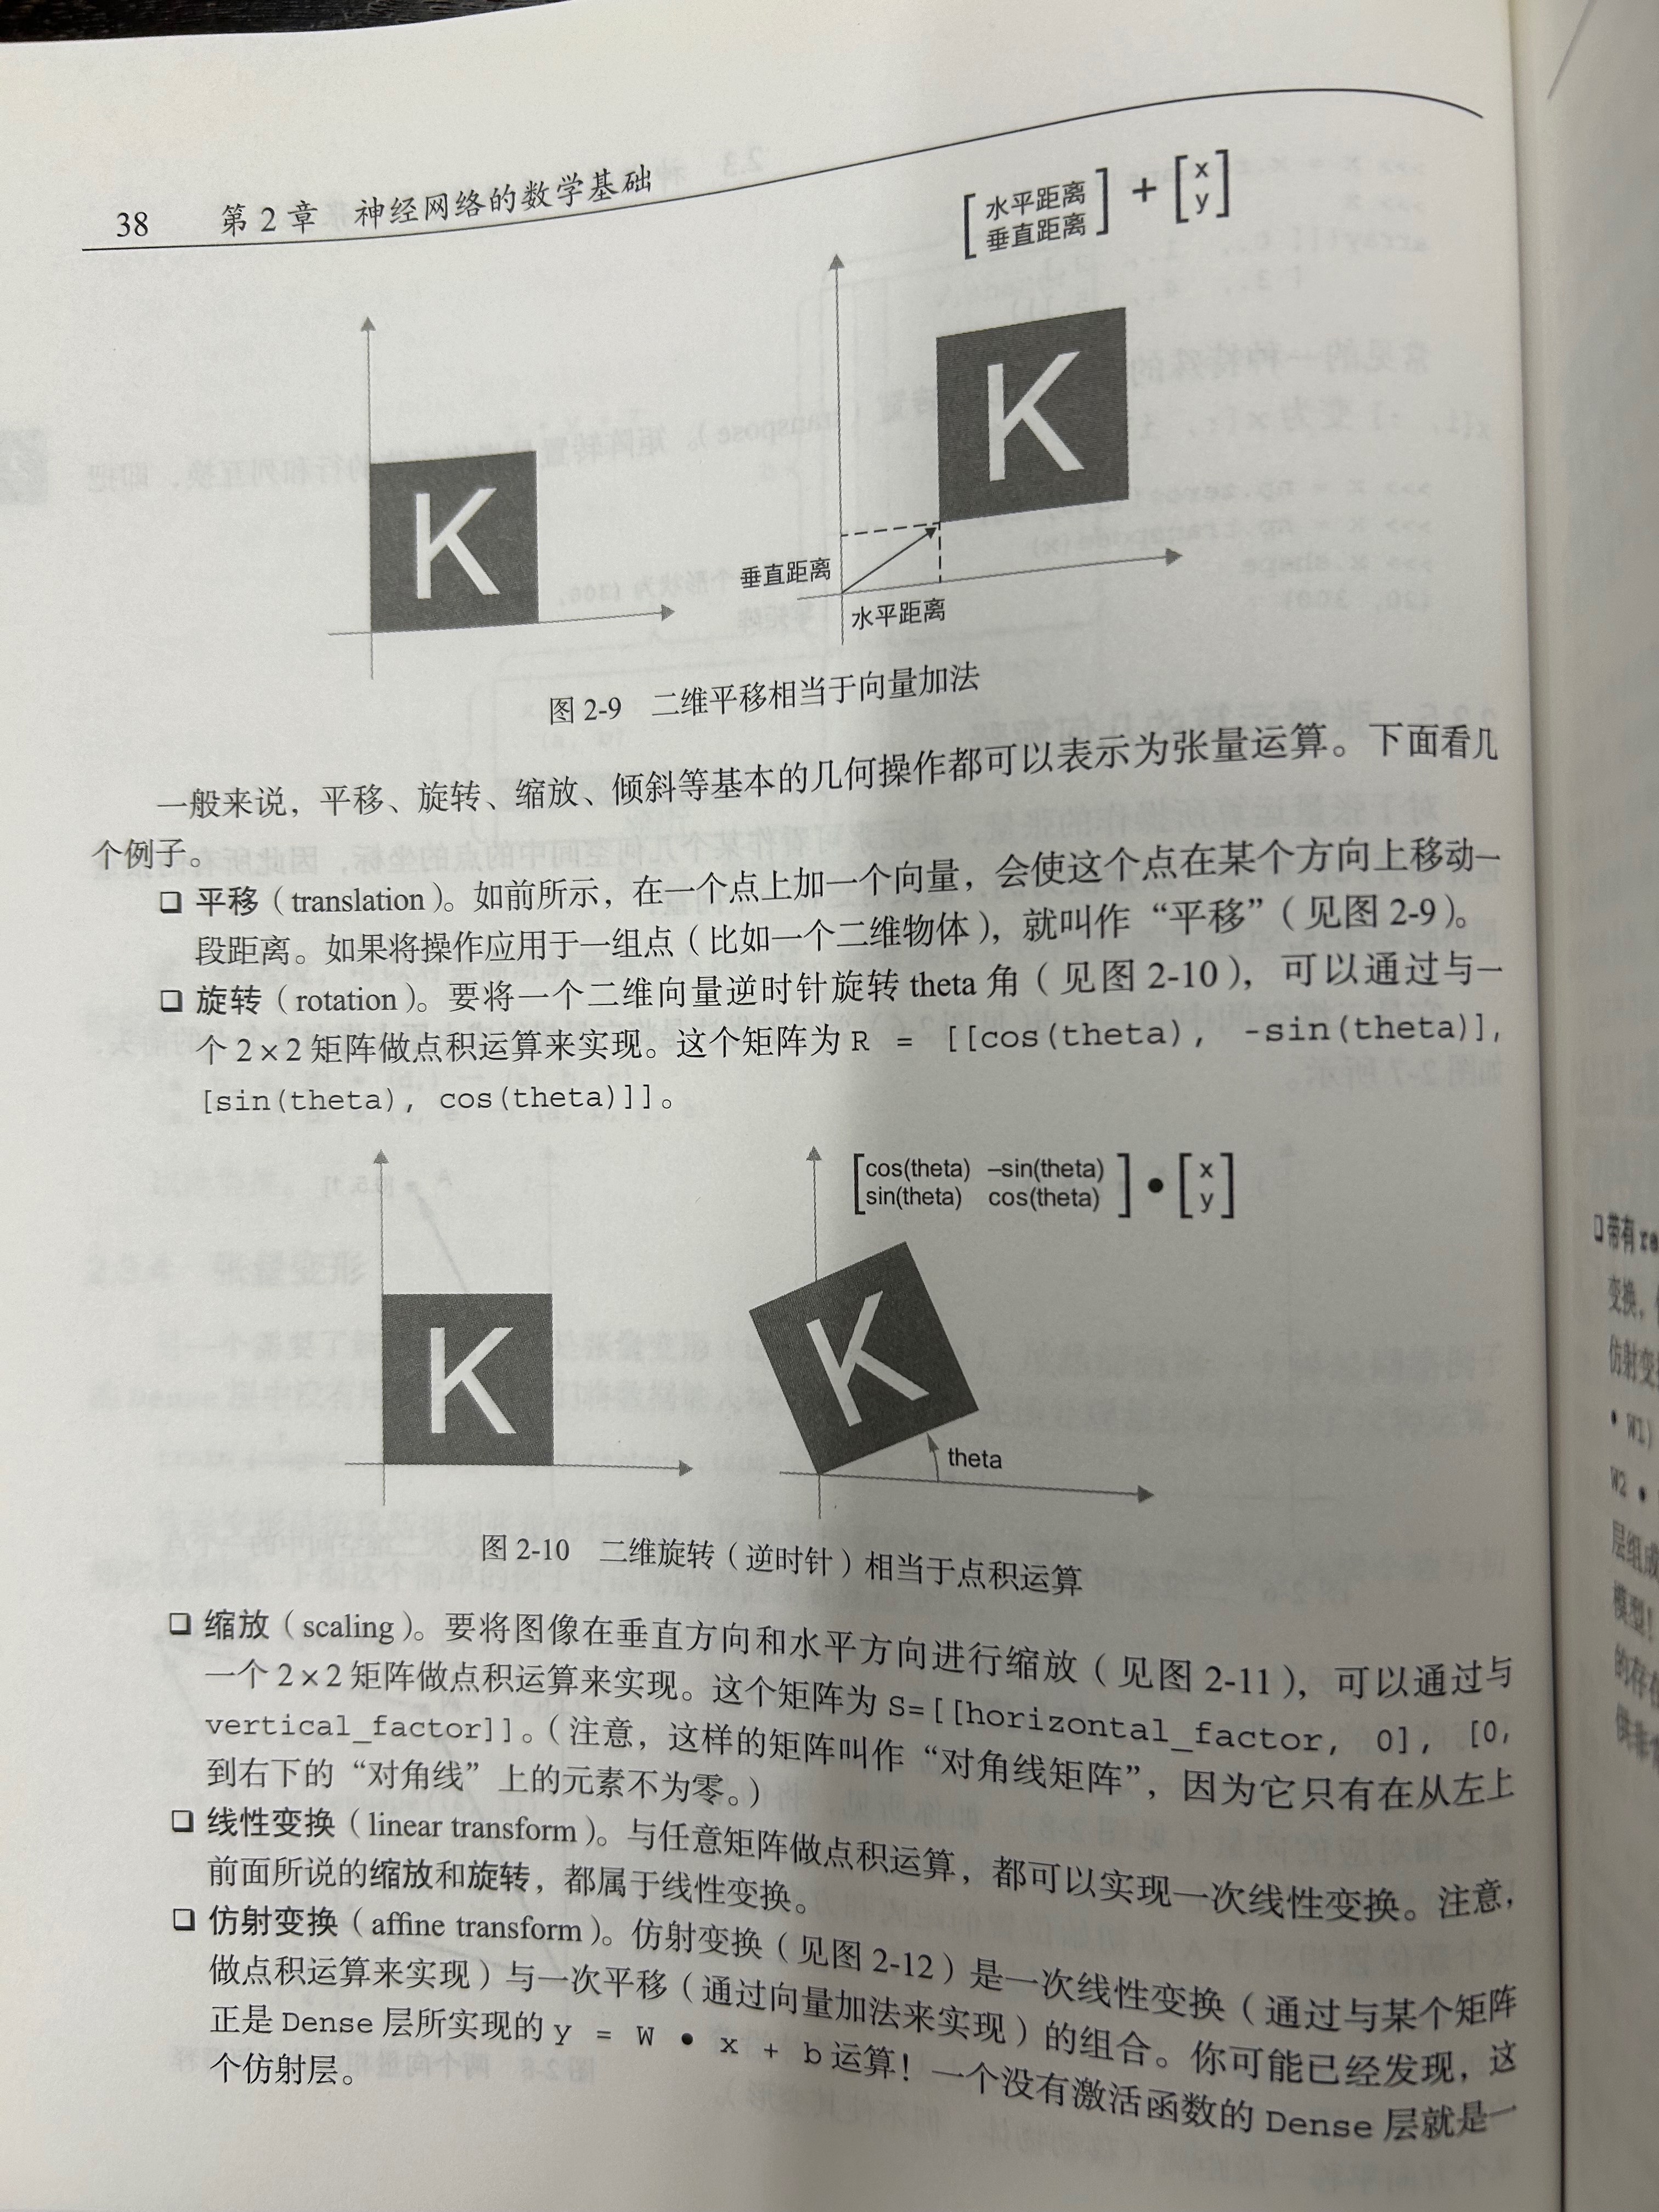 38 第 2 章 神经网络的数学基础
[水平距离 垂直距离] + [x y]
K
K
垂直距离
水平距离
图 2-9 二维平移相当于向量加法
一般来说，平移、旋转、缩放、倾斜等基本的几何操作都可以表示为张量运算。下面看几
个例子。
❑ 平移（translation）。如前所示，在一个点上加一个向量，会使这个点在某个方向上移动一
段距离。如果将操作应用于一组点（比如一个二维物体），就叫作“平移”（见图 2-9）。
❑ 旋转（rotation）。要将一个二维向量逆时针旋转 theta 角（见图 2-10），可以通过与一
个 2×2 矩阵做点积运算来实现。这个矩阵为 R = [[cos(theta), -sin(theta)],
[sin(theta), cos(theta)]]。
[cos(theta) –sin(theta) sin(theta) cos(theta)] • [x y]
K
K
theta
图 2-10 二维旋转（逆时针）相当于点积运算
❑ 缩放（scaling）。要将图像在垂直方向和水平方向进行缩放（见图 2-11），可以通过与
一个 2×2 矩阵做点积运算来实现。这个矩阵为 S=[[horizontal_factor, 0], [0,
vertical_factor]]。（注意，这样的矩阵叫作“对角线矩阵”，因为它只有在从左上
到右下的“对角线”上的元素不为零。）
❑ 线性变换（linear transform）。与任意矩阵做点积运算，都可以实现一次线性变换。注意，
前面所说的缩放和旋转，都属于线性变换。
❑ 仿射变换（affine transform）。仿射变换（见图 2-12）是一次线性变换（通过与某个矩阵
做点积运算来实现）与一次平移（通过向量加法来实现）的组合。你可能已经发现，这
正是 Dense 层所实现的 y = W • x + b 运算！一个没有激活函数的 Dense 层就是一
个仿射层。
❑ 带有 re
变换，
仿射变
• W1)
W2 •
层组成
模型！
的存在